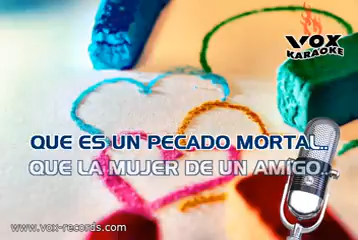 VOX
KARAOKE
QUE ES UN PECADO MORTAL..
QUE LA MUJER DE UN AMIGO..
www.vox-records.com